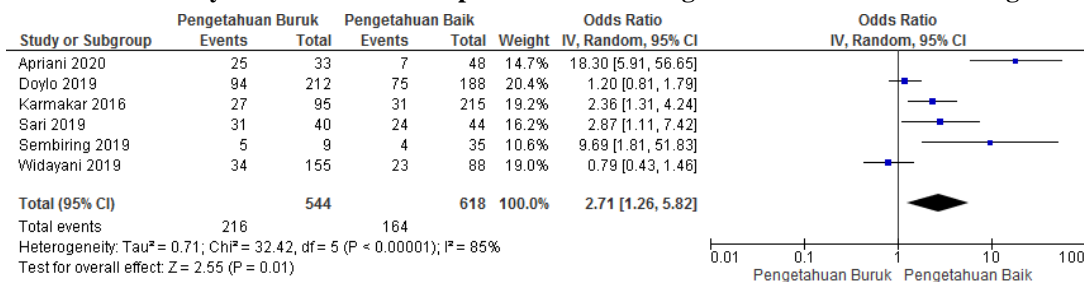 Pengetahuan Buruk Pengetahuan Baik Odds Ratio Odds Ratio
Study or Subgroup Events Total Events Total Weight IV, Random, 95% CI IV, Random, 95% CI
Apriani 2020 25 33 7 48 14.7% 18.30 [5.91, 56.65]
Doylo 2019 94 212 75 188 20.4% 1.20 [0.81, 1.79]
Karmakar 2016 27 95 31 215 19.2% 2.36 [1.31, 4.24]
Sari 2019 31 40 24 44 16.2% 2.87 [1.11, 7.42]
Sembiring 2019 5 9 4 35 10.6% 9.69 [1.81, 51.83]
Widayani 2019 34 155 23 88 19.0% 0.79 [0.43, 1.46]
Total (95% CI) 544 618 100.0% 2.71 [1.26, 5.82]
Total events 216 164
Heterogeneity: Tau² = 0.71; Chi² = 32.42, df = 5 (P < 0.00001); I² = 85%
Test for overall effect: Z = 2.55 (P = 0.01)
0.01 0.1 1 10 100
Pengetahuan Buruk Pengetahuan Baik